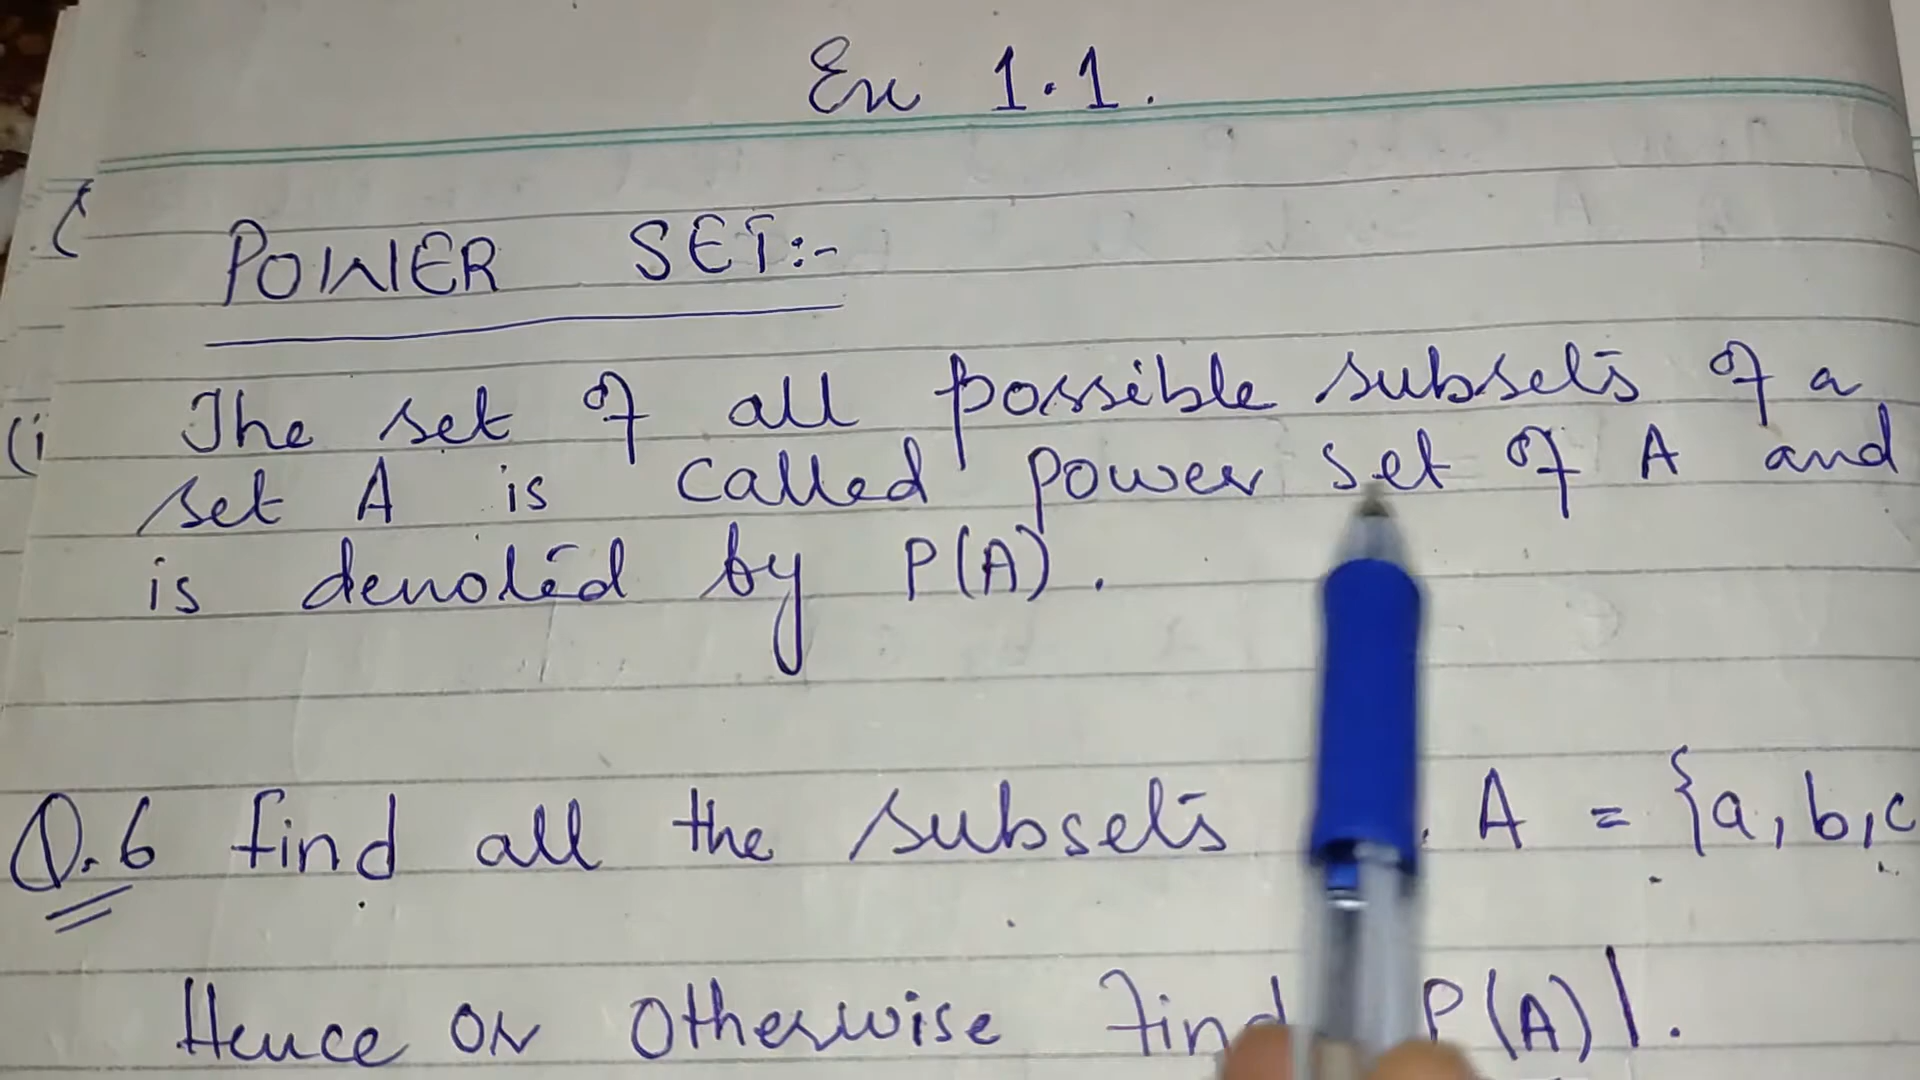 Ex 1.1.
POWER SET:-
The set of all possible subsets of a
set A is called power set of A and
is denoted by P(A).
(i
Q.6 find all the subsets . A = {a, b, c
Hence or otherwise find P(A)|.